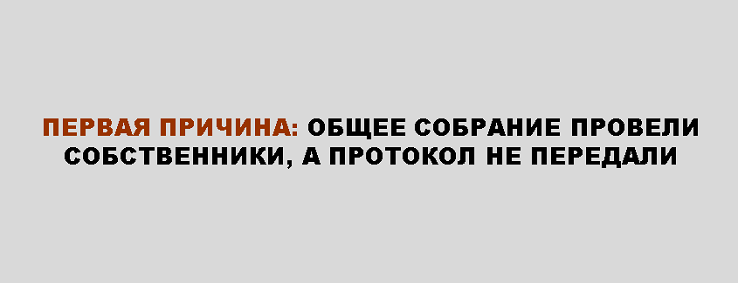 ПЕРВАЯ ПРИЧИНА: ОБЩЕЕ СОБРАНИЕ ПРОВЕЛИ
СОБСТВЕННИКИ, А ПРОТОКОЛ НЕ ПЕРЕДАЛИ